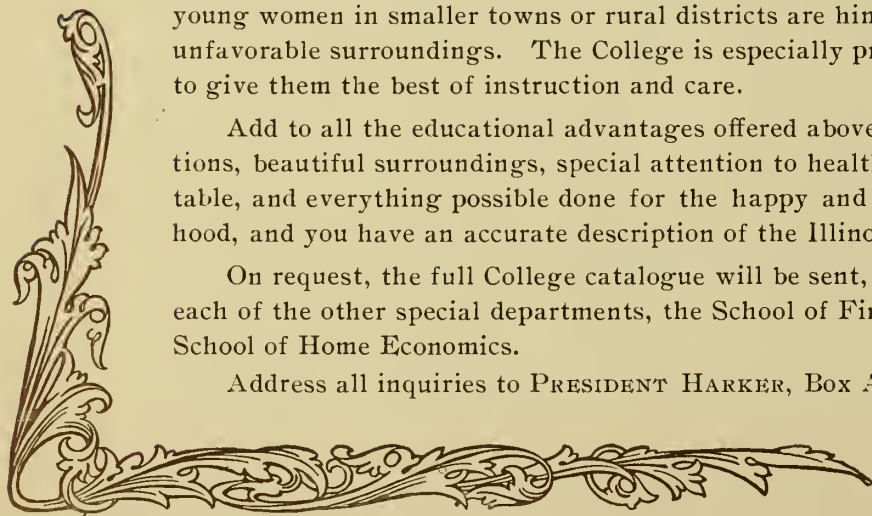 young women in smaller towns or rural districts are hin
unfavorable surroundings. The College is especially pr
to give them the best of instruction and care.
Add to all the educational advantages offered above
tions, beautiful surroundings, special attention to healt
table, and everything possible done for the happy and
hood, and you have an accurate description of the Illino
On request, the full College catalogue will be sent,
each of the other special departments, the School of Fi
School of Home Economics.
Address all inquiries to PRESIDENT HARKER, Box A